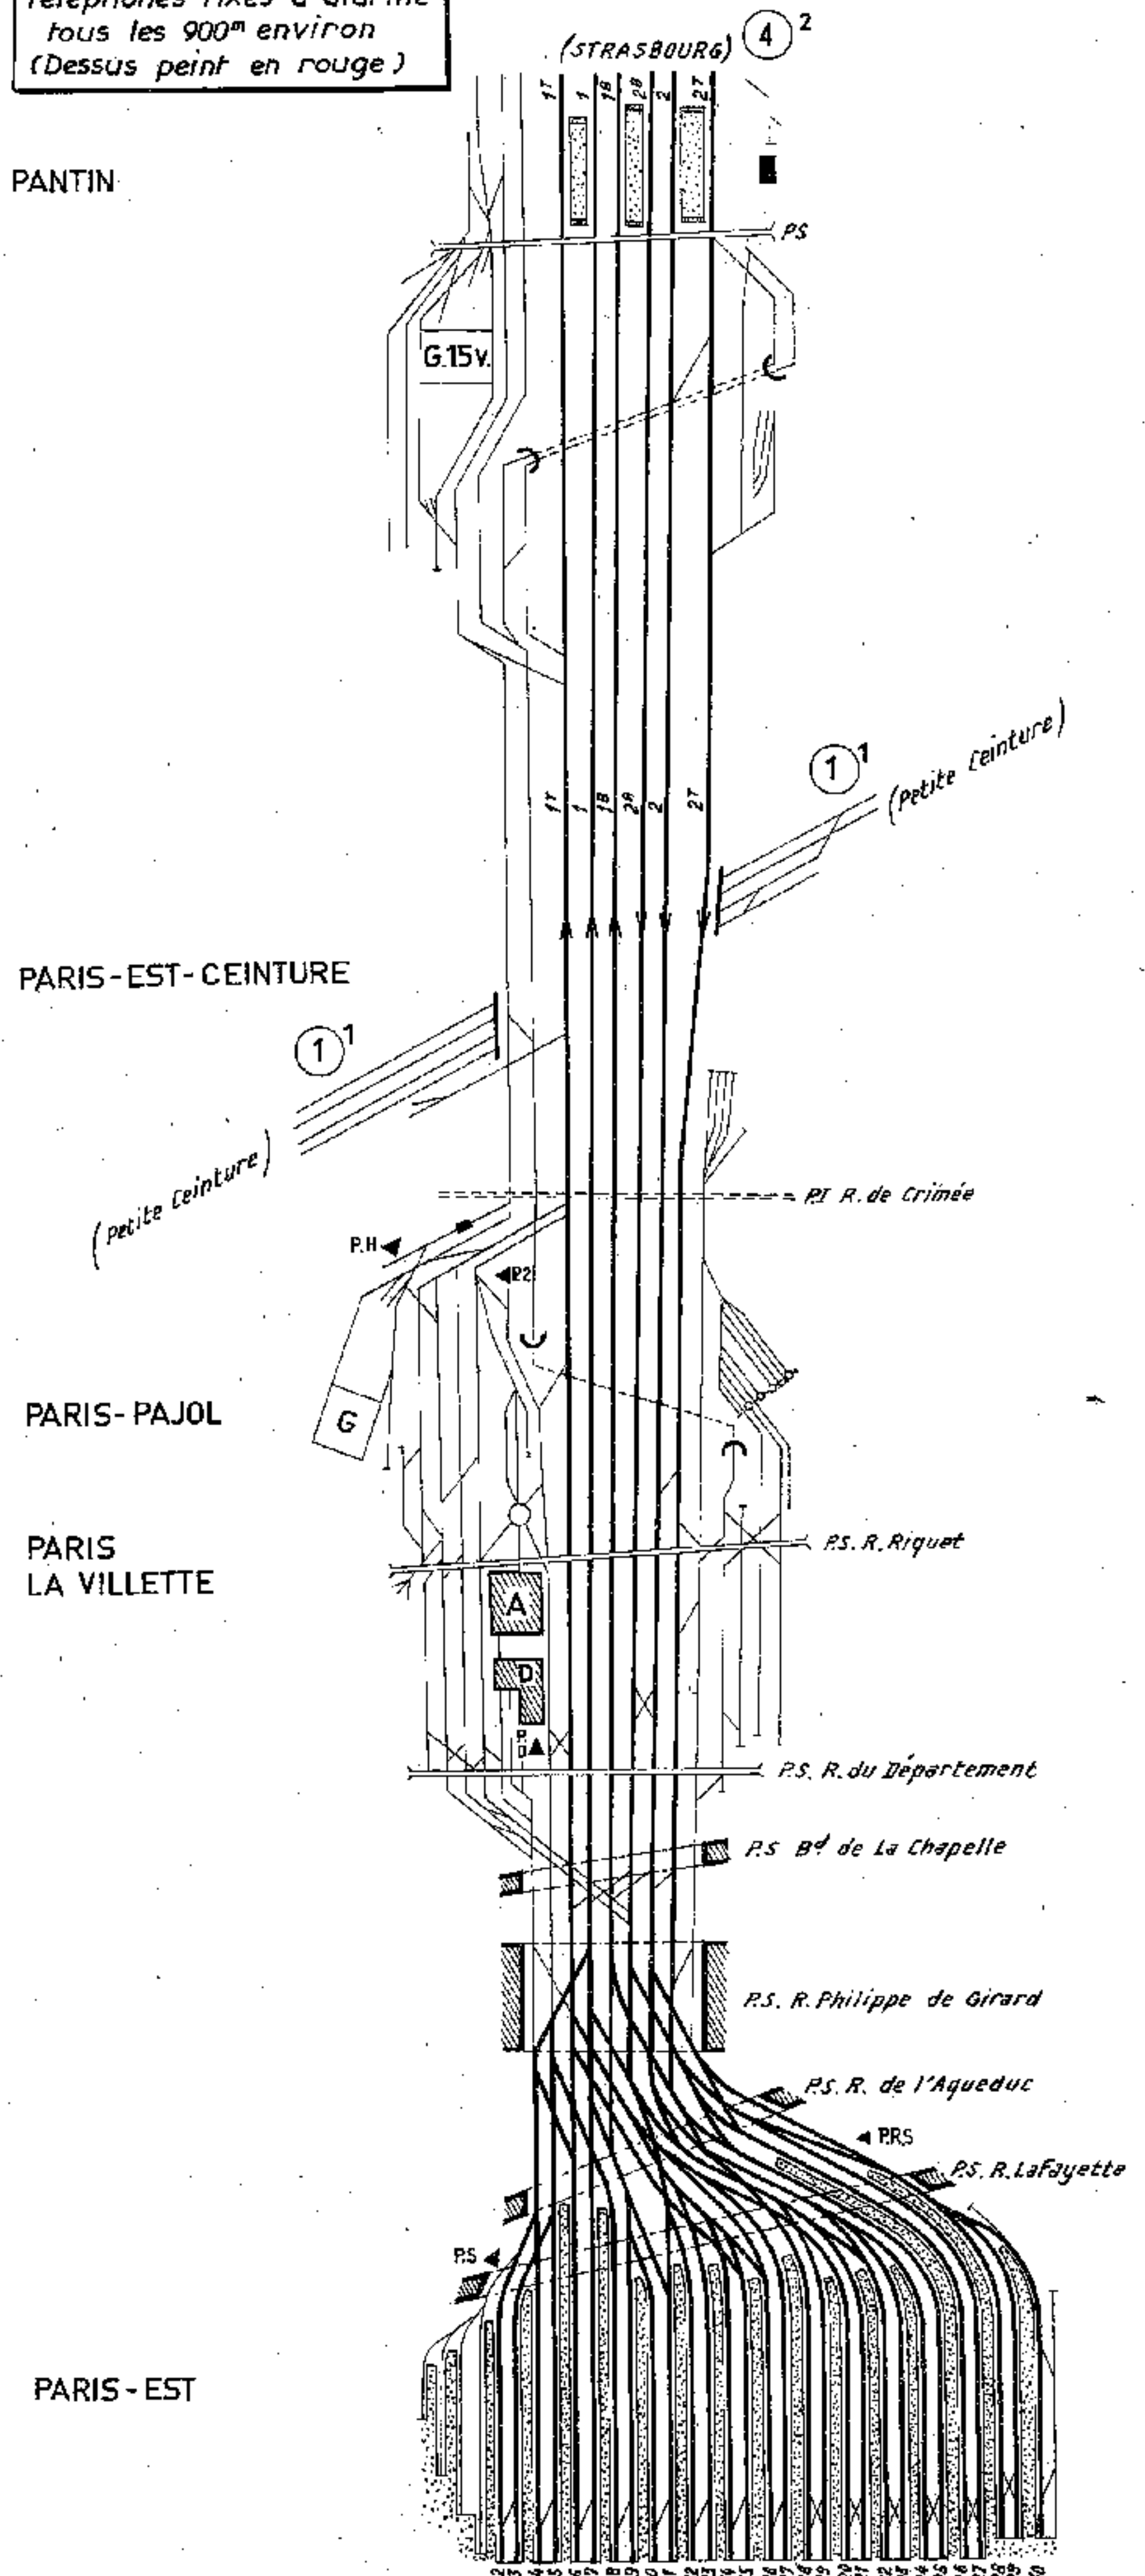 Téléphones fixes d'alarme
tous les 900ᵐ environ
(Dessus peint en rouge)
(STRASBOURG) 4 ²
1T 1 1B 2B 2 2T
PANTIN
PS
G.15v.
1 ¹
(Petite Ceinture)
1T 1 1B 2B 2 2T
PARIS-EST-CEINTURE
1 ¹
(Petite Ceinture)
P.I R. de Crimée
P.H
P.2
PARIS-PAJOL
G
PARIS
LA VILLETTE
P.S. R. Riquet
A
D
P.S. R. du Département
P.S Bᵈ de La Chapelle
P.S. R. Philippe de Girard
P.S. R. de l'Aqueduc
P.R.S
P.S. R. LaFayette
P.S
PARIS-EST